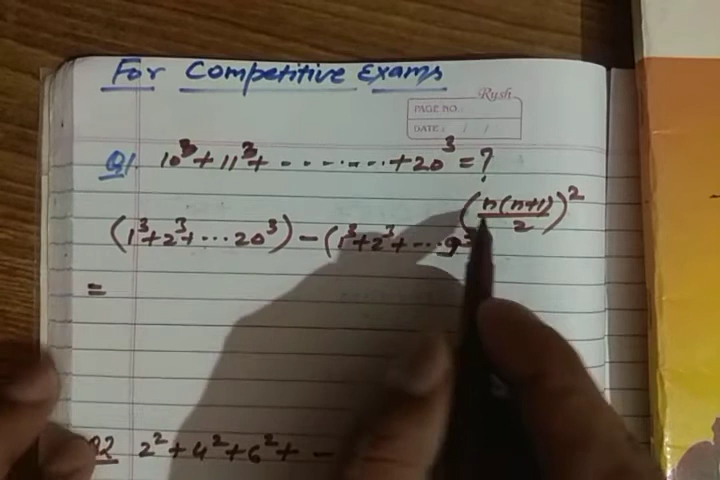 For Competitive Exams
Rysh
PAGE NO.:
DATE: / /
Q1 10³ + 11³ + ......... + 20³ = ?
(n(n+1)/2)²
(1³+2³+...20³) - (1³+2³+...9³
=
Q2 2² + 4² + 6² + -